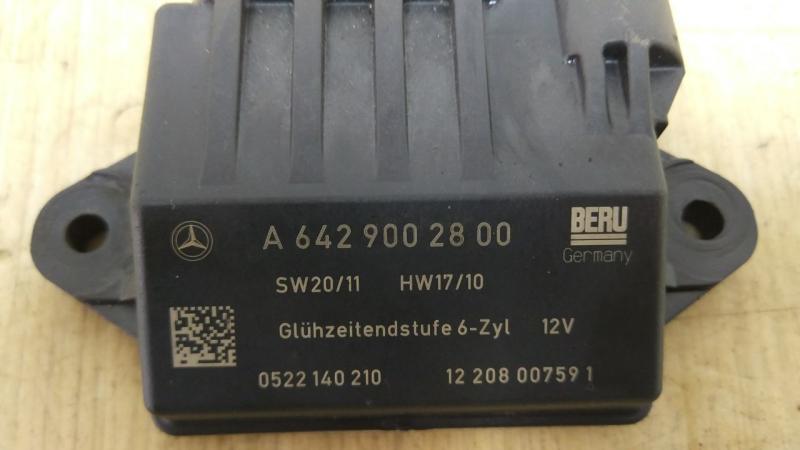 A 642 900 28 00
BERU
Germany
SW20/11 HW17/10
Glühzeitendstufe 6-Zyl 12V
0522 140 210 12 208 00759 1